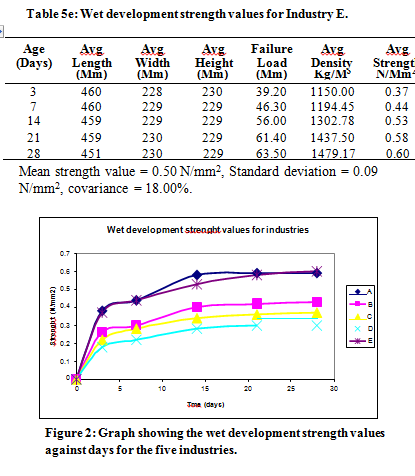 Table 5e: Wet development strength values for Industry E.
Age Avg Avg Avg Failure Avg Avg
(Days) Length Width Height Load Density Strengt
(Mm) (Mm) (Mm) (Mm) Kg/M³ N/Mm²
3 460 228 230 39.20 1150.00 0.37
7 460 229 229 46.30 1194.45 0.44
14 459 229 229 56.00 1302.78 0.53
21 459 230 229 61.40 1437.50 0.58
28 451 230 229 63.50 1479.17 0.60
Mean strength value = 0.50 N/mm², Standard deviation = 0.09
N/mm², covariance = 18.00%.
Wet development strenght values for industries
Strenght (N/mm2)
0.7
0.6
0.5
0.4
0.3
0.2
0.1
0
0 5 10 15 20 25 30
A
B
C
D
E
Tme (days)
Figure 2: Graph showing the wet development strength values
against days for the five industries.